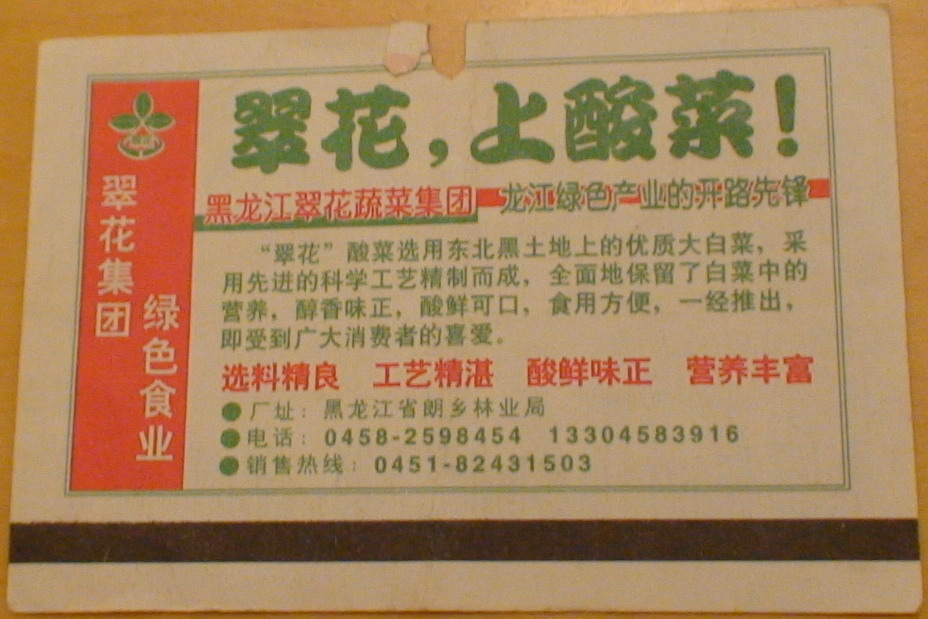 翠花，上酸菜！
翠花集团
绿色食业
黑龙江翠花蔬菜集团 龙江绿色产业的开路先锋
“翠花”酸菜选用东北黑土地上的优质大白菜，采
用先进的科学工艺精制而成，全面地保留了白菜中的
营养，醇香味正，酸鲜可口，食用方便，一经推出，
即受到广大消费者的喜爱。
选料精良 工艺精湛 酸鲜味正 营养丰富
厂址：黑龙江省朗乡林业局
电话：0458-2598454 13304583916
销售热线：0451-82431503